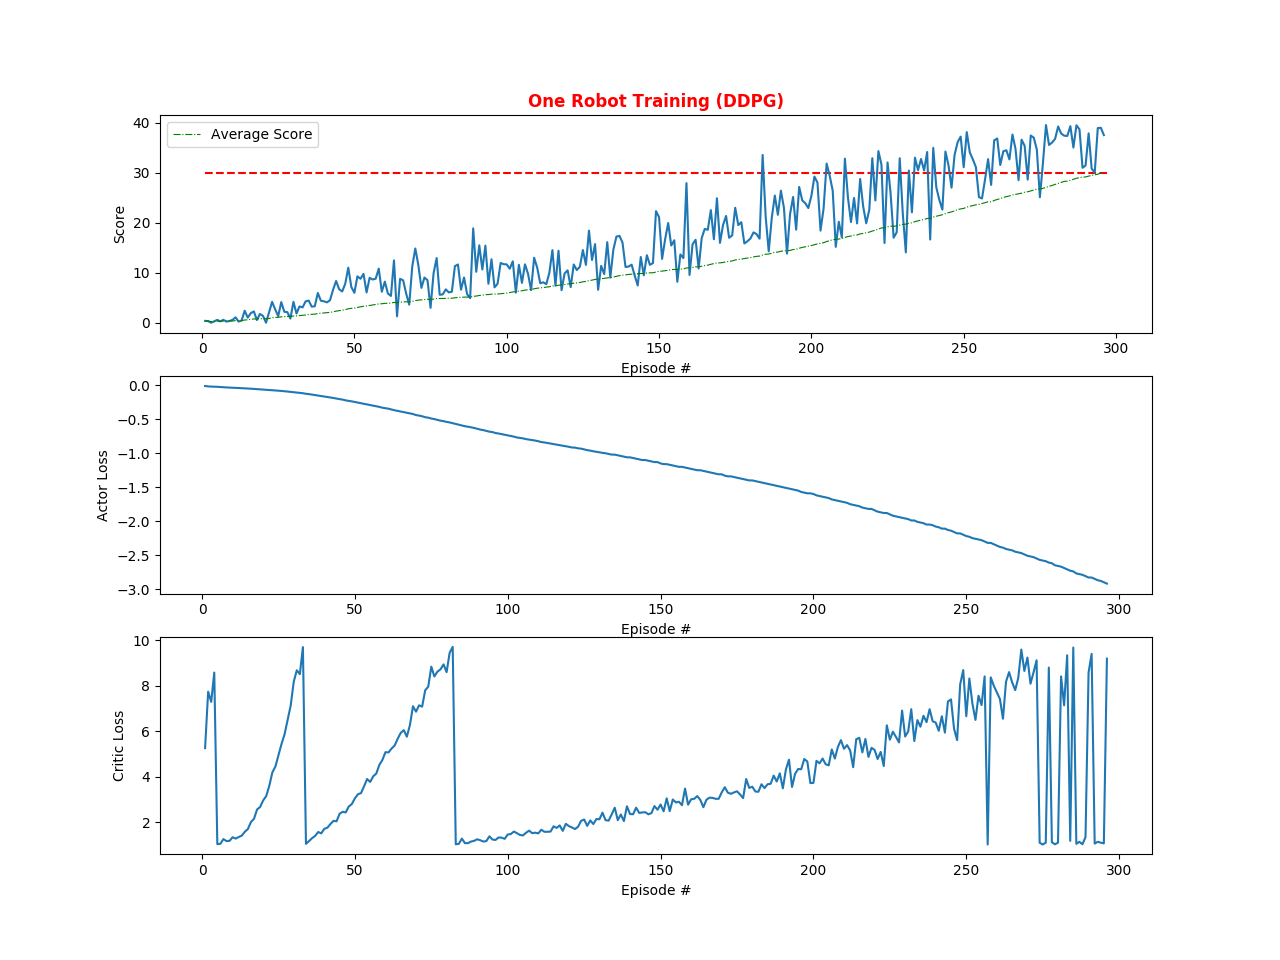 One Robot Training (DDPG)
Average Score
Score
40
30
20
10
0
0 50 100 150 200 250 300
Episode #
Actor Loss
0.0
−0.5
−1.0
−1.5
−2.0
−2.5
−3.0
0 50 100 150 200 250 300
Episode #
Critic Loss
10
8
6
4
2
0 50 100 150 200 250 300
Episode #